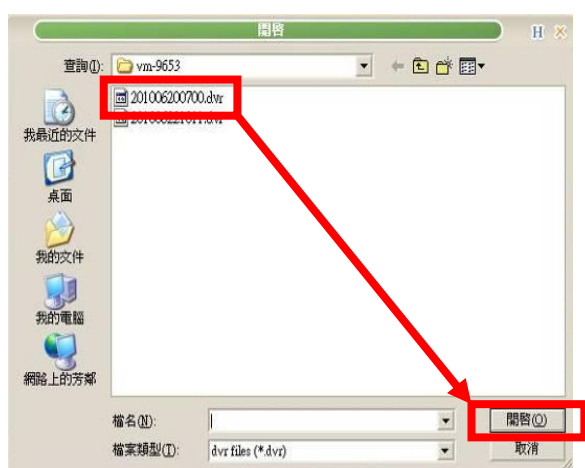 開啓
H
查詢(I):
vm-9653
201006200700.dvr
我最近的文件
桌面
我的文件
我的電腦
網路上的芳鄰
檔名(N):
開啓(O)
檔案類型(T):
dvr files (*.dvr)
取消